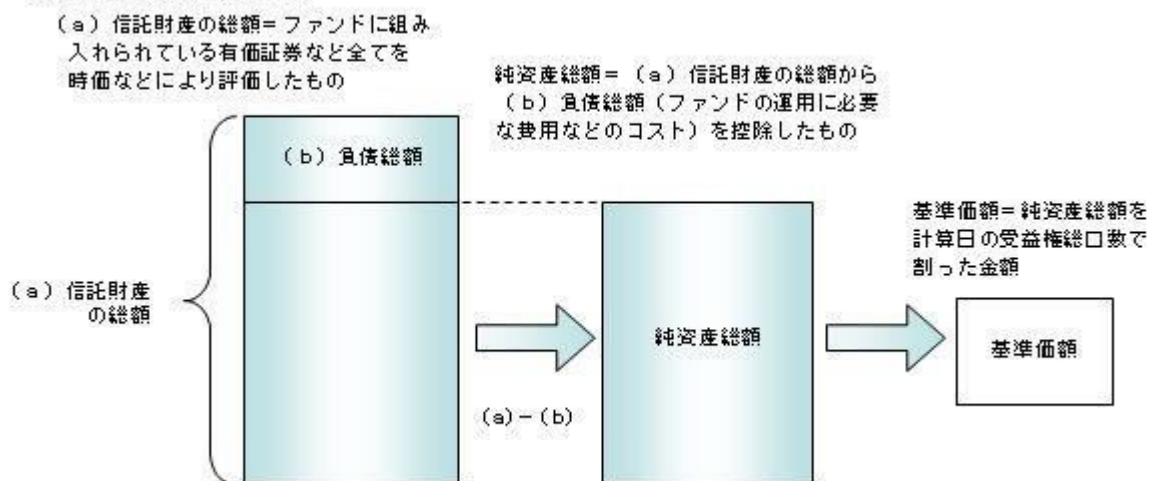 (a)信託財産の総額=ファンドに組み
入れられている有価証券など全てを
時価などにより評価したもの
純資産総額=(a)信託財産の総額から
(b)負債総額(ファンドの運用に必要
な費用などのコスト)を控除したもの
(b)負債総額
基準価額=純資産総額を
計算日の受益権総口数で
割った金額
(a)信託財産
の総額
純資産総額
基準価額
(a)-(b)